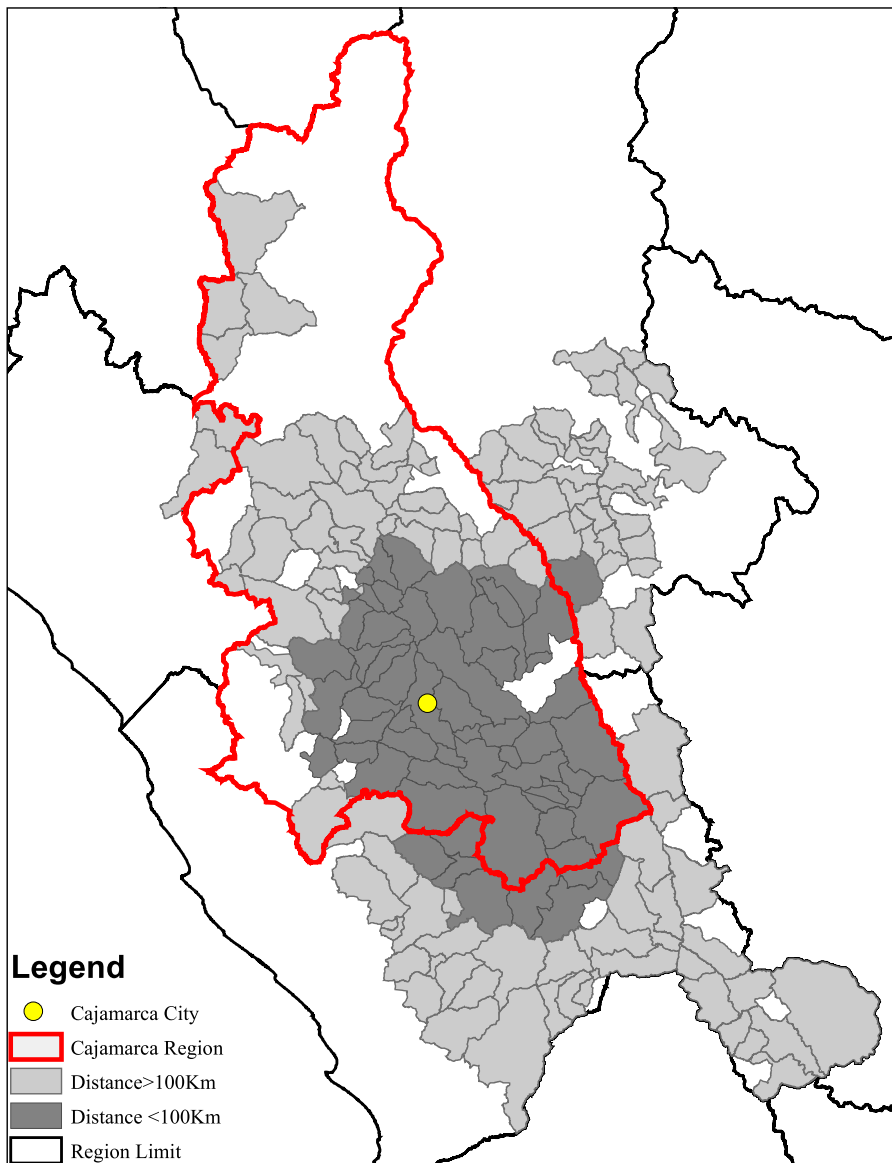 Legend
Cajamarca City
Cajamarca Region
Distance>100Km
Distance <100Km
Region Limit